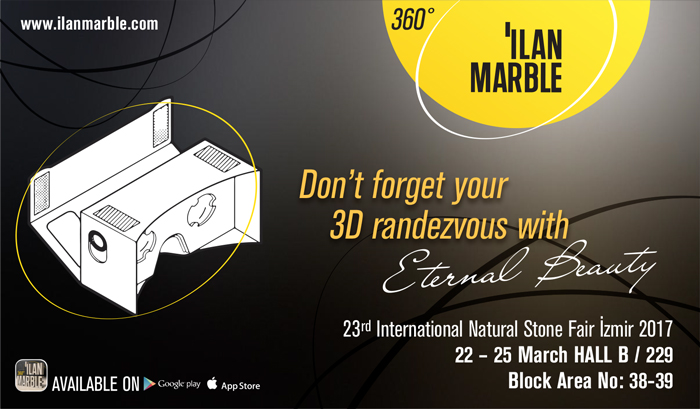 www.ilanmarble.com
360°
ILAN
MARBLE
Don't forget your
3D randezvous with
Eternal Beauty
23rd International Natural Stone Fair İzmir 2017
22 – 25 March HALL B / 229
Block Area No: 38-39
ILAN
MARBLE
AVAILABLE ON Google play App Store